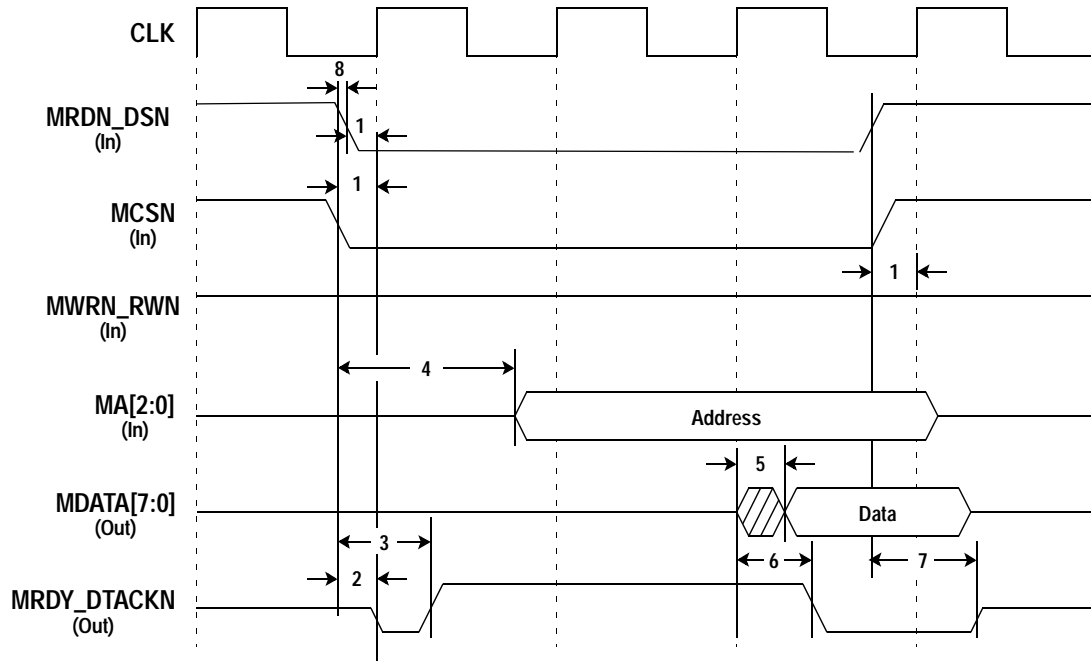 CLK
8
MRDN_DSN
(In)
1
1
MCSN
(In)
1
MWRN_RWN
(In)
4
MA[2:0]
(In)
Address
5
MDATA[7:0]
(Out)
Data
3
6
7
2
MRDY_DTACKN
(Out)